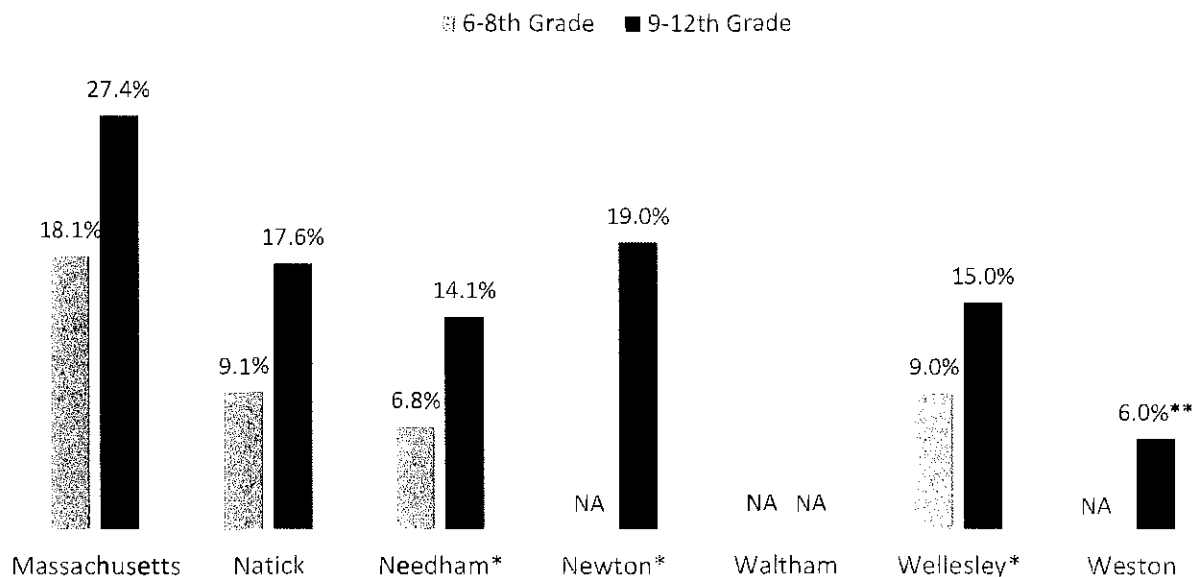 6-8th Grade 9-12th Grade
27.4%
18.1%
17.6%
19.0%
14.1%
15.0%
9.1%
9.0%
6.8%
6.0%**
NA
NA NA
NA
Massachusetts Natick Needham* Newton* Waltham Wellesley* Weston